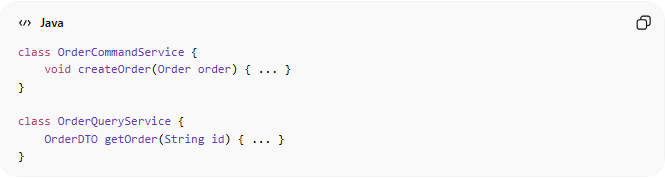 Java
class OrderCommandService {
    void createOrder(Order order) { ... }
}

class OrderQueryService {
    OrderDTO getOrder(String id) { ... }
}